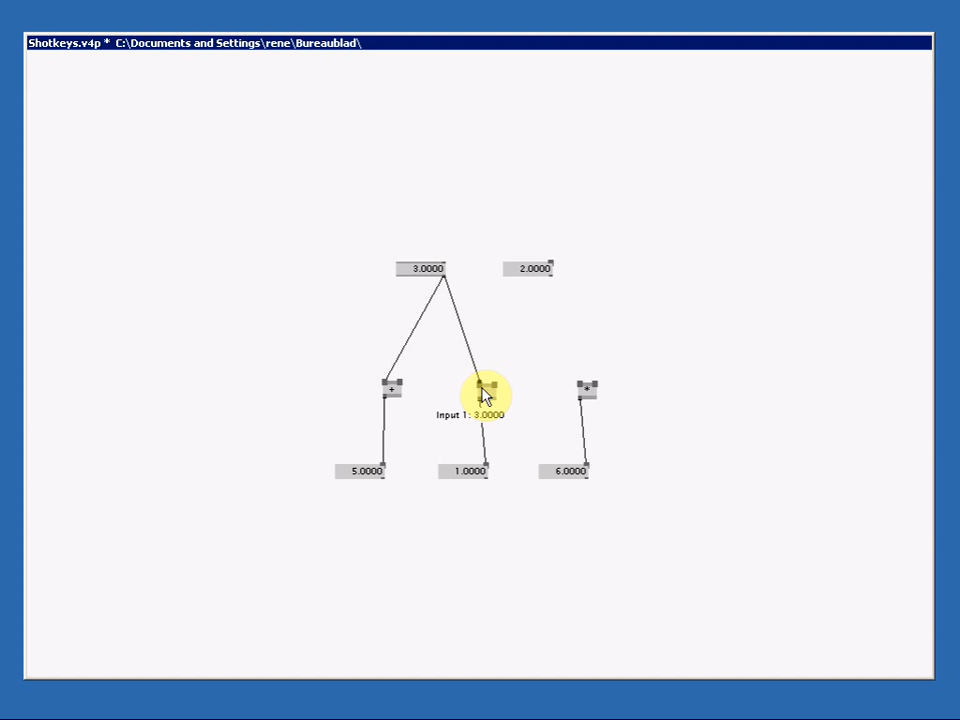 Shotkeys.v4p * C:\Documents and Settings\rene\Bureaublad\
3.0000 2.0000
+ *
Input 1: 3.0000
5.0000 1.0000 6.0000